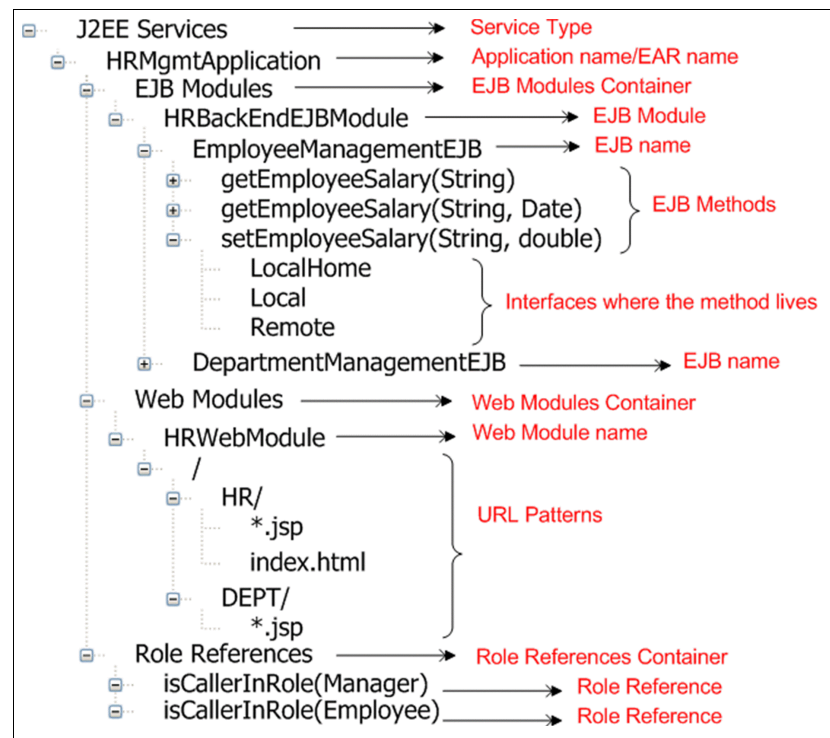 J2EE Services Service Type
HRMgmtApplication Application name/EAR name
EJB Modules EJB Modules Container
HRBackEndEJBModule EJB Module
EmployeeManagementEJB EJB name
getEmployeeSalary(String)
getEmployeeSalary(String, Date) EJB Methods
setEmployeeSalary(String, double)
LocalHome
Local Interfaces where the method lives
Remote
DepartmentManagementEJB EJB name
Web Modules Web Modules Container
HRWebModule Web Module name
/
HR/ URL Patterns
*.jsp
index.html
DEPT/
*.jsp
Role References Role References Container
isCallerInRole(Manager) Role Reference
isCallerInRole(Employee) Role Reference